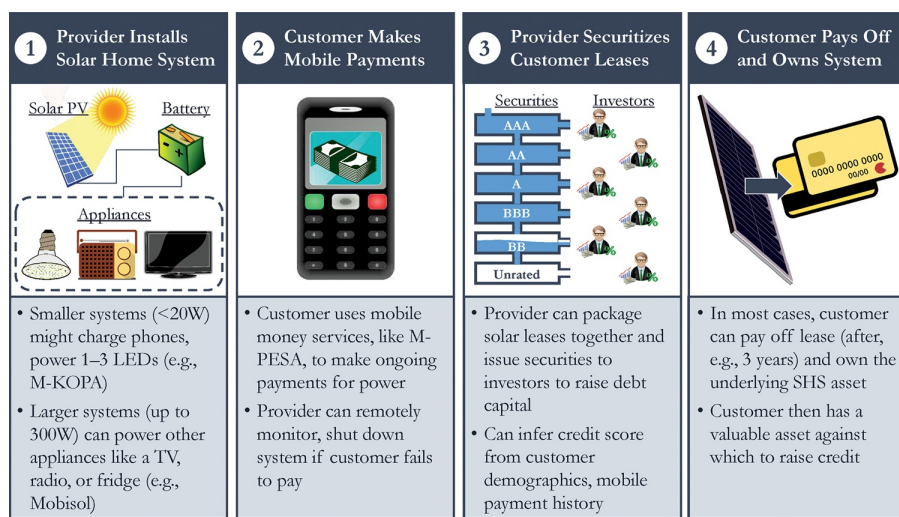 1
Provider Installs
Solar Home System
Solar PV
Battery
Appliances
• Smaller systems (<20W)
might charge phones,
power 1–3 LEDs (e.g.,
M-KOPA)
• Larger systems (up to
300W) can power other
appliances like a TV,
radio, or fridge (e.g.,
Mobisol)
2
Customer Makes
Mobile Payments
• Customer uses mobile
money services, like M-
PESA, to make ongoing
payments for power
• Provider can remotely
monitor, shut down
system if customer fails
to pay
3
Provider Securitizes
Customer Leases
Securities
Investors
AAA
AA
A
BBB
BB
Unrated
%
%
%
%
%
%
%
• Provider can package
solar leases together and
issue securities to
investors to raise debt
capital
• Can infer credit score
from customer
demographics, mobile
payment history
4
Customer Pays Off
and Owns System
0000 0000 0000
00/00
• In most cases, customer
can pay off lease (after,
e.g., 3 years) and own the
underlying SHS asset
• Customer then has a
valuable asset against
which to raise credit